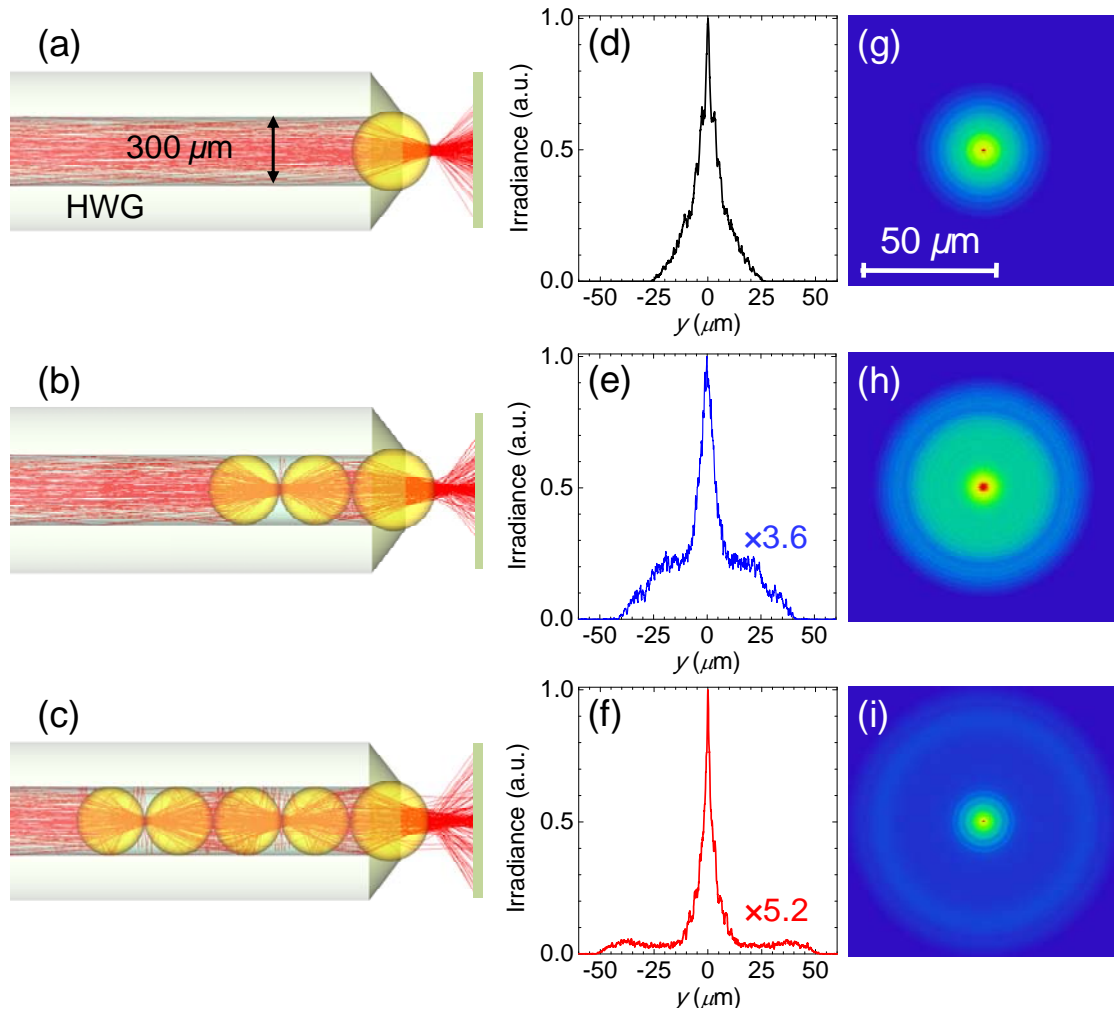 (a)
300 µm
HWG
(d)
Irradiance (a.u.)
1.0
0.5
0.0
-50 -25 0 25 50
y (µm)
(g)
50 µm
(b)
(e)
Irradiance (a.u.)
1.0
0.5
0.0
×3.6
-50 -25 0 25 50
y (µm)
(h)
(c)
(f)
Irradiance (a.u.)
1.0
0.5
0.0
×5.2
-50 -25 0 25 50
y (µm)
(i)